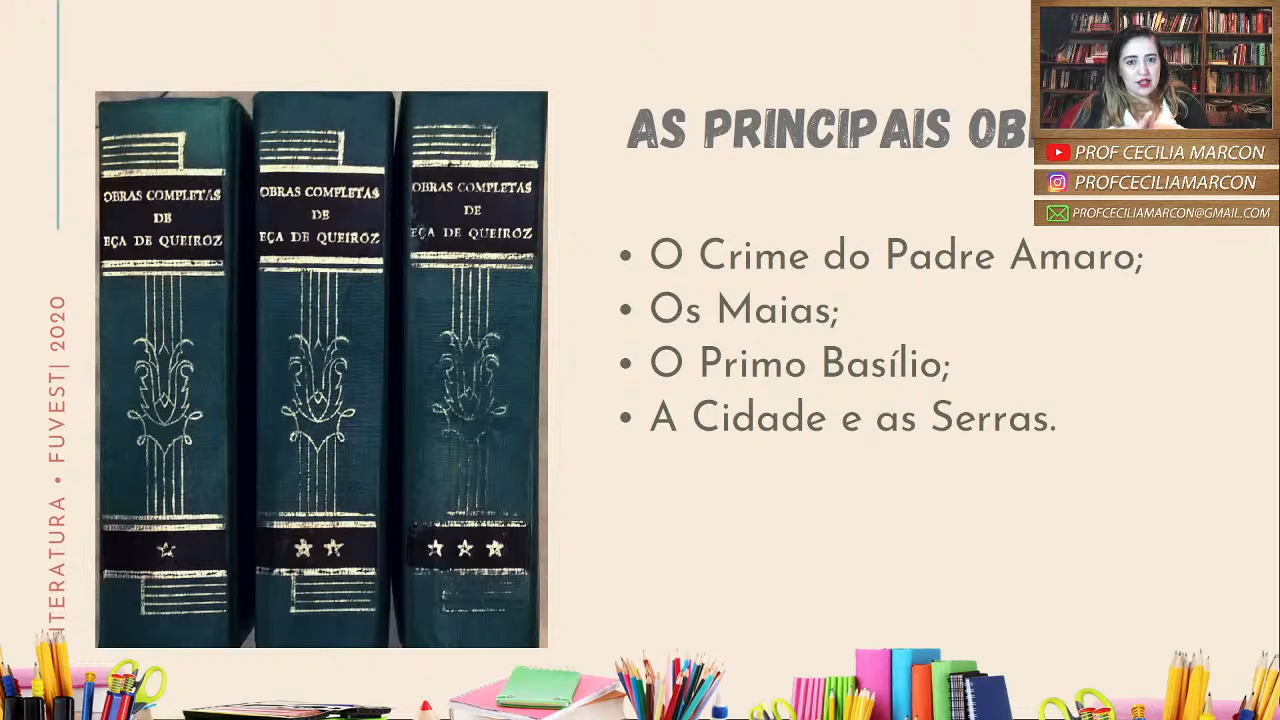 AS PRINCIPAIS
PROF CECILIA MARCON
PROFCECILIAMARCON
PROFCECILIAMARCON@GMAIL.COM
• O Crime do Padre Amaro;
• Os Maias;
• O Primo Basílio;
• A Cidade e as Serras.
OBRAS COMPLETAS
DE
EÇA DE QUEIROZ
OBRAS COMPLETAS
DE
EÇA DE QUEIROZ
OBRAS COMPLETAS
DE
EÇA DE QUEIROZ
ITERATURA • FUVEST| 2020